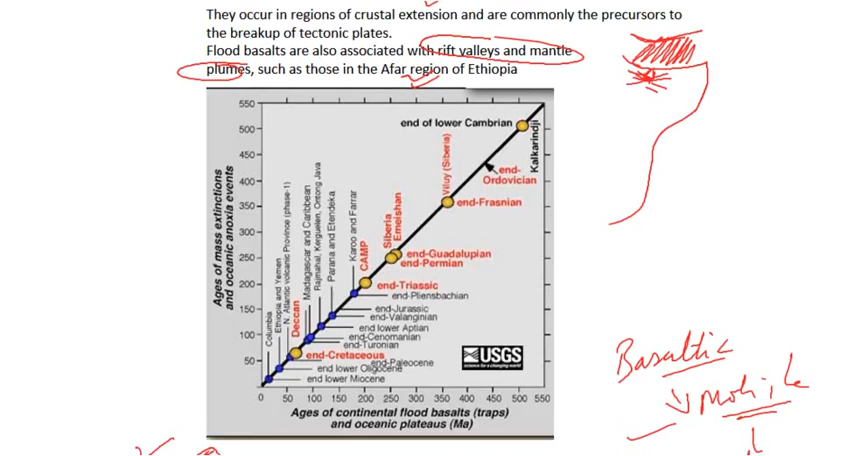 They occur in regions of crustal extension and are commonly the precursors to
the breakup of tectonic plates.
Flood basalts are also associated with rift valleys and mantle
plumes, such as those in the Afar region of Ethiopia
Ages of mass extinctions
and oceanic anoxia events
550
500
450
400
350
300
250
200
150
100
50
end of lower Cambrian
Kalkarindji
end-
Ordovician
Viluy (Siberia)
end-Frasnian
Siberia
Emeishan
end-Guadalupian
end-Permian
Karoo and Farrar
CAMP
end-Triassic
end-Pliensbachian
Columbia
Ethiopia and Yemen
N. Atlantic volcanic Province (phase-1)
Deccan
Madagascar and Caribbean
Rajmahal, Kerguelen, Ontong Java
Parana and Etendeka
end-Jurassic
end-Valanginian
end lower Aptian
end-Cenomanian
end-Turonian
end-Cretaceous
end-Paleocene
end lower Oligocene
end lower Miocene
USGS
science for a changing world
0 50 100 150 200 250 300 350 400 450 500 550
Ages of continental flood basalts (traps)
and oceanic plateaus (Ma)
Basaltic
mobile